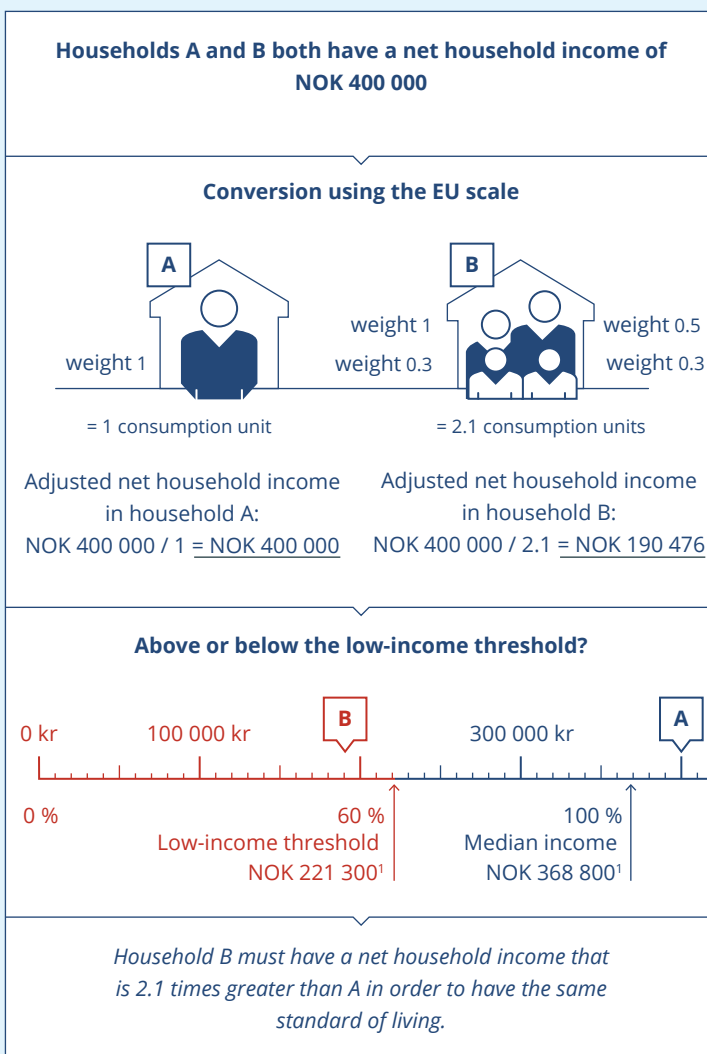 Households A and B both have a net household income of
NOK 400 000
Conversion using the EU scale
A
B
weight 1
weight 1
weight 0.5
weight 0.3
weight 0.3
= 1 consumption unit
= 2.1 consumption units
Adjusted net household income
in household A:
NOK 400 000 / 1 = NOK 400 000
Adjusted net household income
in household B:
NOK 400 000 / 2.1 = NOK 190 476
Above or below the low-income threshold?
B
A
0 kr
100 000 kr
300 000 kr
0 %
60 %
Low-income threshold
NOK 221 300¹
100 %
Median income
NOK 368 800¹
Household B must have a net household income that
is 2.1 times greater than A in order to have the same
standard of living.